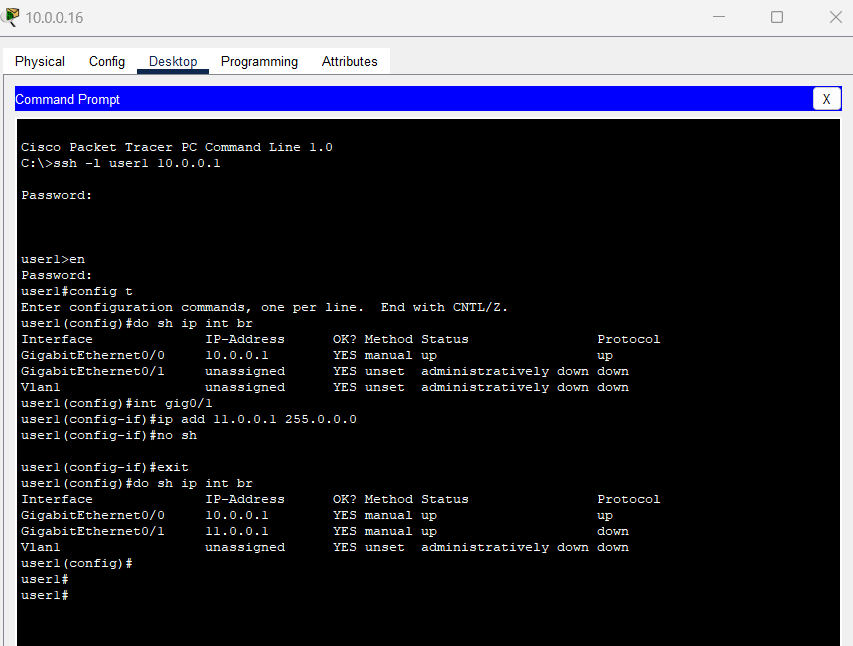 10.0.0.16
Physical Config Desktop Programming Attributes
Command Prompt X
Cisco Packet Tracer PC Command Line 1.0
C:\>ssh -l user1 10.0.0.1
Password:
user1>en
Password:
user1#config t
Enter configuration commands, one per line.  End with CNTL/Z.
user1(config)#do sh ip int br
Interface              IP-Address      OK? Method Status                Protocol
GigabitEthernet0/0     10.0.0.1        YES manual up                    up
GigabitEthernet0/1     unassigned      YES unset  administratively down down
Vlan1                  unassigned      YES unset  administratively down down
user1(config)#int gig0/1
user1(config-if)#ip add 11.0.0.1 255.0.0.0
user1(config-if)#no sh
user1(config-if)#exit
user1(config)#do sh ip int br
Interface              IP-Address      OK? Method Status                Protocol
GigabitEthernet0/0     10.0.0.1        YES manual up                    up
GigabitEthernet0/1     11.0.0.1        YES manual up                    down
Vlan1                  unassigned      YES unset  administratively down down
user1(config)#
user1#
user1#